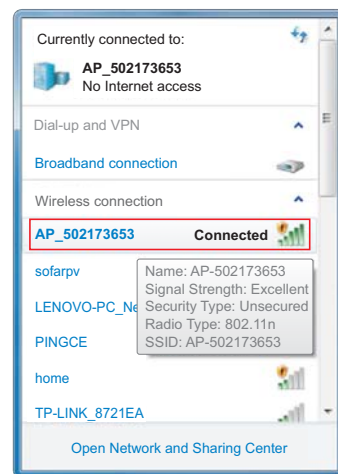 Currently connected to:
AP_502173653
No Internet access
Dial-up and VPN
Broadband connection
Wireless connection
AP_502173653 Connected
sofarpv
Name: AP-502173653
Signal Strength: Excellent
LENOVO-PC_Ne
Security Type: Unsecured
Radio Type: 802.11n
PINGCE
SSID: AP-502173653
home
TP-LINK_8721EA
Open Network and Sharing Center